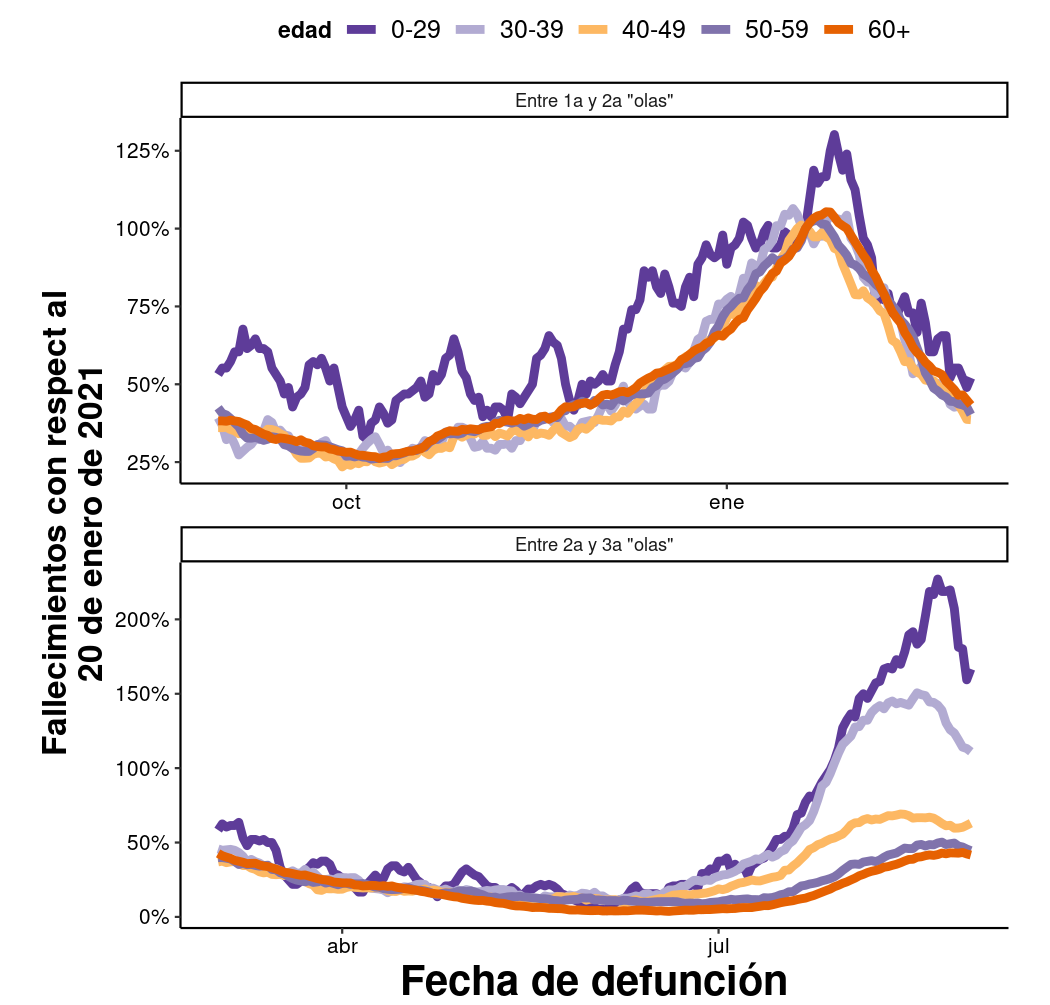 edad 0-29 30-39 40-49 50-59 60+
Entre 1a y 2a "olas"
125%
100%
75%
50%
25%
oct ene
Entre 2a y 3a "olas"
200%
150%
100%
50%
0%
abr jul
Fallecimientos con respect al
20 de enero de 2021
Fecha de defunción